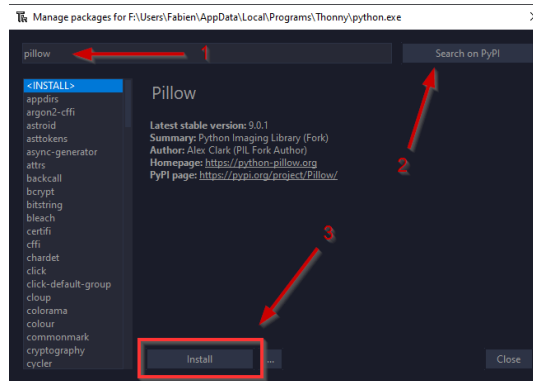 Manage packages for F:\Users\Fabien\AppData\Local\Programs\Thonny\python.exe
pillow
1
Search on PyPI
2
<INSTALL>
appdirs
argon2-cffi
astroid
asttokens
async-generator
attrs
backcall
bcrypt
bitstring
bleach
certifi
cffi
chardet
click
click-default-group
cloup
colorama
colour
commonmark
cryptography
cycler
Pillow
Latest stable version: 9.0.1
Summary: Python Imaging Library (Fork)
Author: Alex Clark (PIL Fork Author)
Homepage: https://python-pillow.org
PyPI page: https://pypi.org/project/Pillow/
3
Install
...
Close